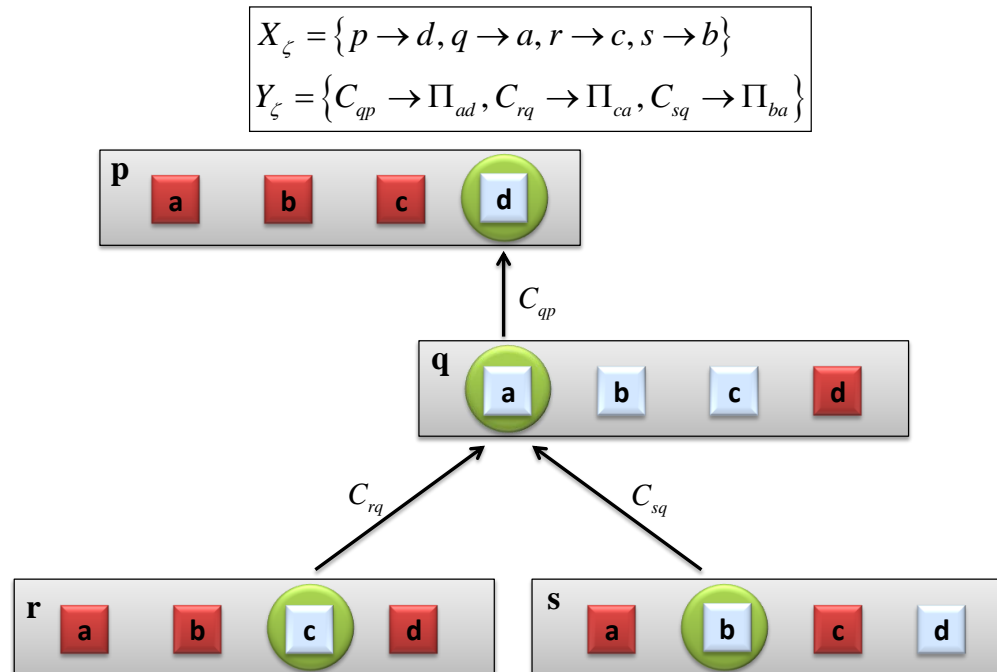 X_ζ = {p → d, q → a, r → c, s → b}
Y_ζ = {C_qp → Π_ad, C_rq → Π_ca, C_sq → Π_ba}
p
a b c d
C_qp
q
a b c d
C_rq C_sq
r a b c d
s a b c d